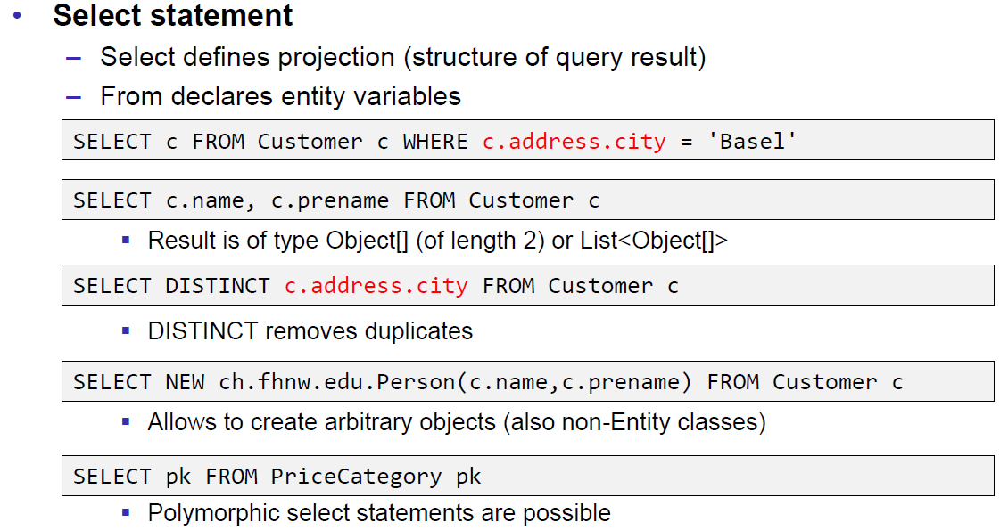 • Select statement
– Select defines projection (structure of query result)
– From declares entity variables
SELECT c FROM Customer c WHERE c.address.city = 'Basel'
SELECT c.name, c.prename FROM Customer c
▪ Result is of type Object[] (of length 2) or List<Object[]>
SELECT DISTINCT c.address.city FROM Customer c
▪ DISTINCT removes duplicates
SELECT NEW ch.fhnw.edu.Person(c.name,c.prename) FROM Customer c
▪ Allows to create arbitrary objects (also non-Entity classes)
SELECT pk FROM PriceCategory pk
▪ Polymorphic select statements are possible